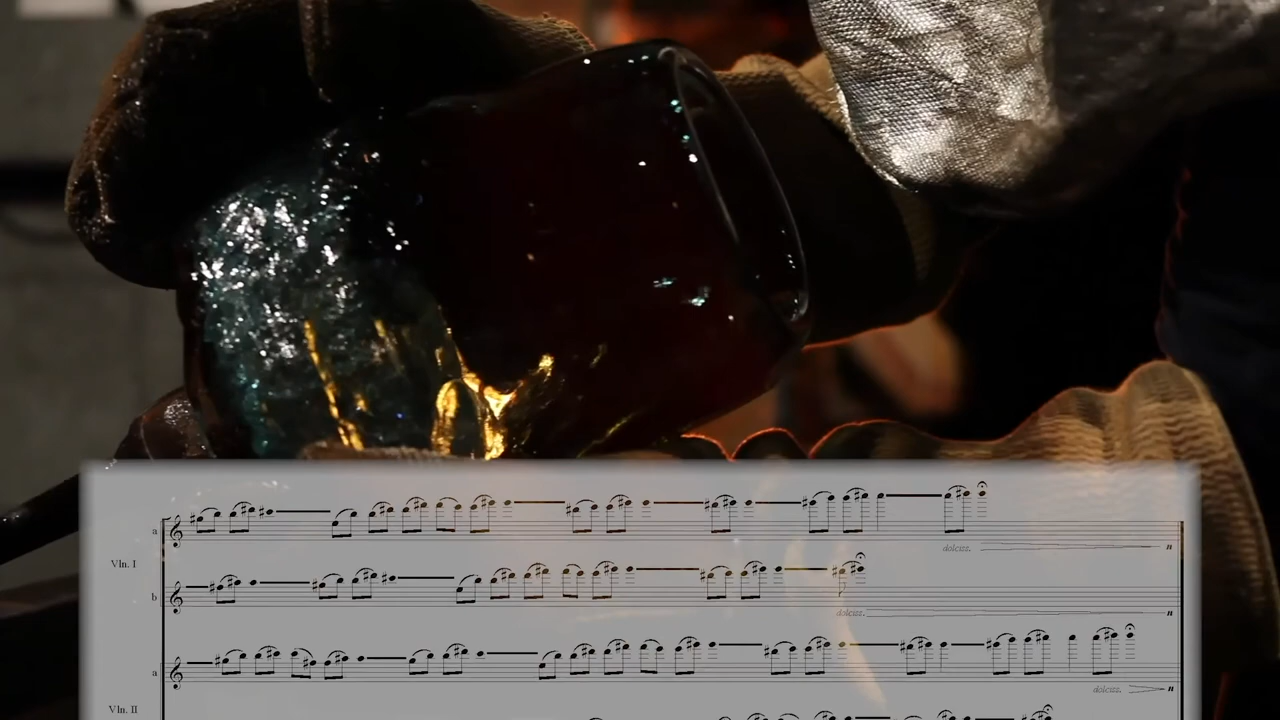 a
dolciss. n
Vln. I
b
dolciss. n
a
dolciss. n
Vln. II